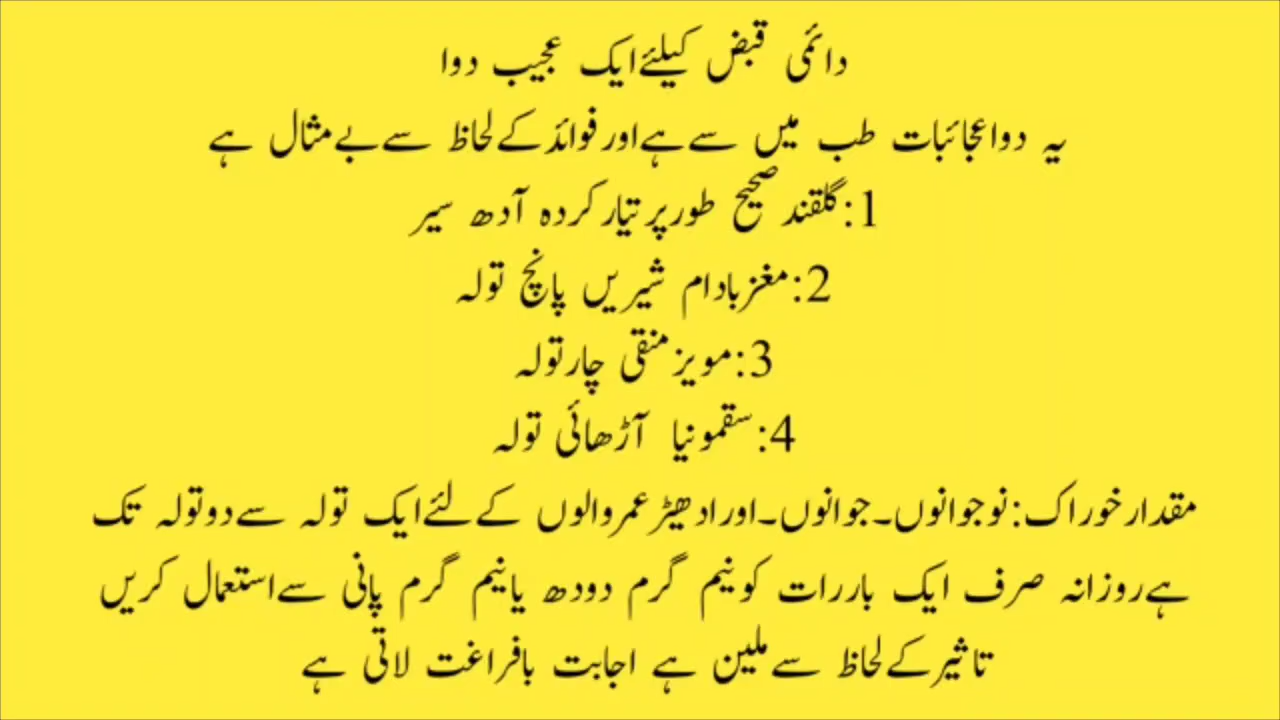 دائمی قبض کیلئے ایک عجیب دوا
یہ دوا عجائبات طب میں سے ہے اور فوائد کے لحاظ سے بے مثال ہے
1:گلقند صحیح طور پر تیار کردہ آدھ سیر
2:مغز بادام شیریں پانچ تولہ
3:مویز منقی چار تولہ
4:سقمونیا آڑھائی تولہ
مقدار خوراک:نوجوانوں۔جوانوں۔اور ادھیڑ عمر والوں کے لئے ایک تولہ سے دو تولہ تک
ہے روزانہ صرف ایک بار رات کو نیم گرم دودھ یا نیم گرم پانی سے استعمال کریں
تاثیر کے لحاظ سے ملین ہے اجابت بافراغت لاتی ہے